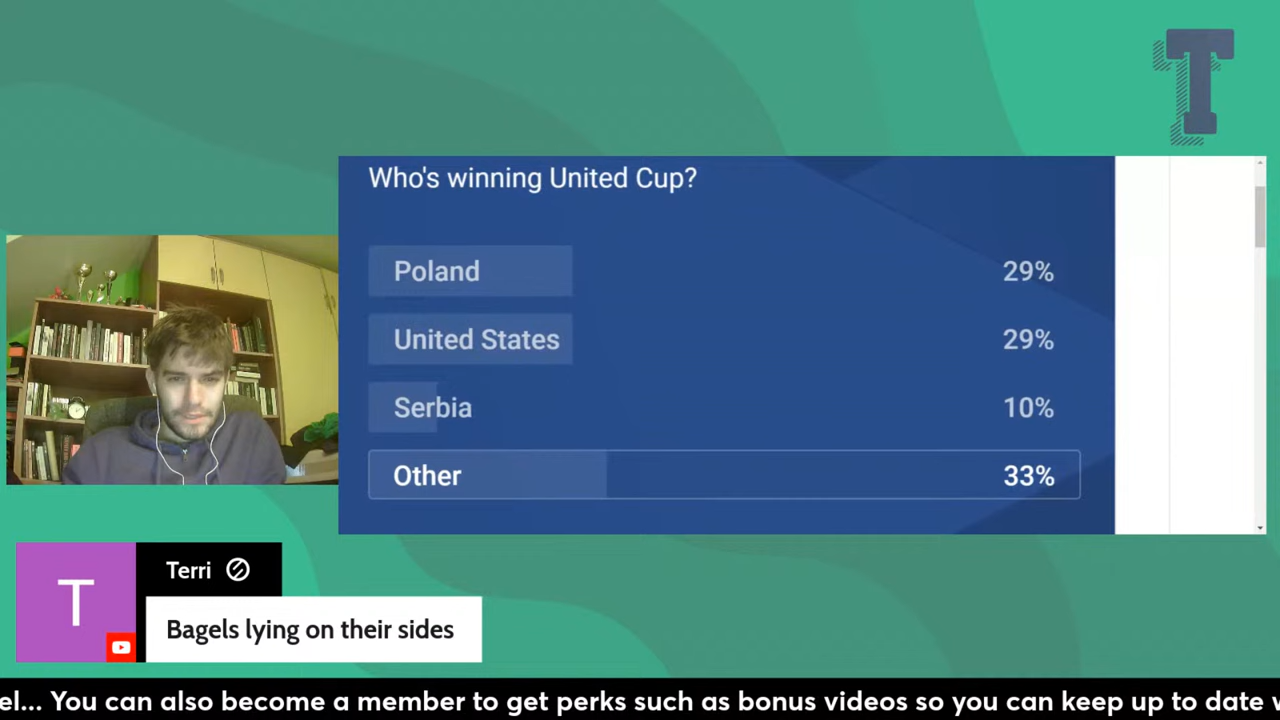 T
Who's winning United Cup?
Poland 29%
United States 29%
Serbia 10%
Other 33%
T
Terri
Bagels lying on their sides
el... You can also become a member to get perks such as bonus videos so you can keep up to date